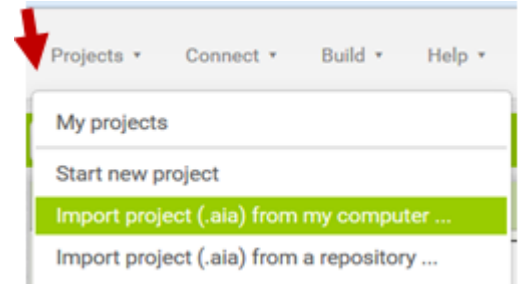 Projects Connect Build Help
My projects
Start new project
Import project (.aia) from my computer ...
Import project (.aia) from a repository ...